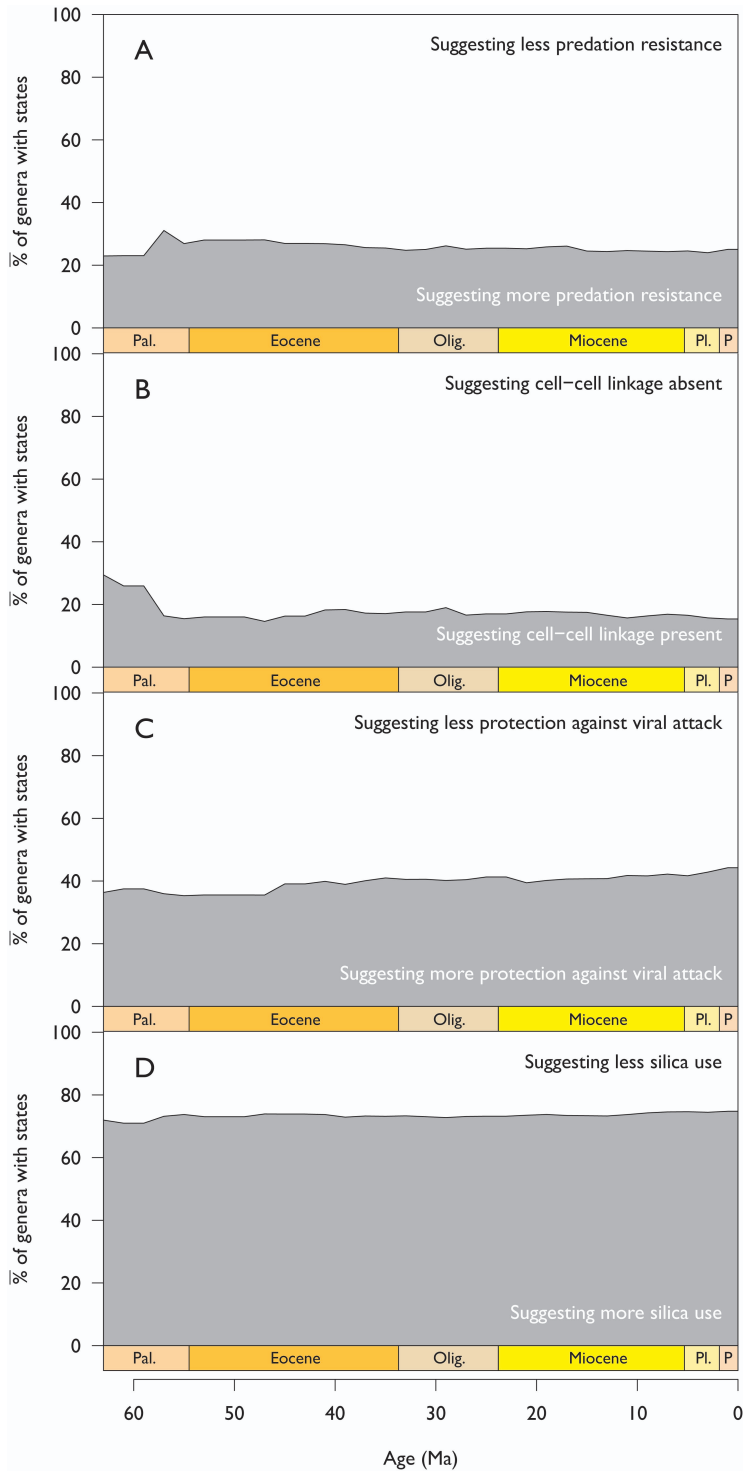 100
80
60
40
20
0
% of genera with states
A
Suggesting less predation resistance
Suggesting more predation resistance
Pal. Eocene Olig. Miocene Pl. P
100
80
60
40
20
0
% of genera with states
B
Suggesting cell−cell linkage absent
Suggesting cell−cell linkage present
Pal. Eocene Olig. Miocene Pl. P
100
80
60
40
20
0
% of genera with states
C
Suggesting less protection against viral attack
Suggesting more protection against viral attack
Pal. Eocene Olig. Miocene Pl. P
100
80
60
40
20
0
% of genera with states
D
Suggesting less silica use
Suggesting more silica use
Pal. Eocene Olig. Miocene Pl. P
60 50 40 30 20 10 0
Age (Ma)